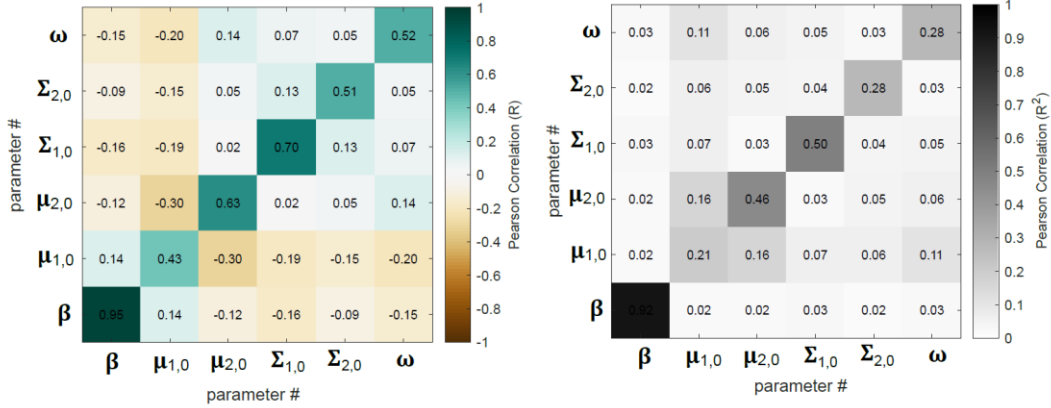 ω -0.15 -0.20 0.14 0.07 0.05 0.52
Σ2,0 -0.09 -0.15 0.05 0.13 0.51 0.05
Σ1,0 -0.16 -0.19 0.02 0.70 0.13 0.07
μ2,0 -0.12 -0.30 0.63 0.02 0.05 0.14
μ1,0 0.14 0.43 -0.30 -0.19 -0.15 -0.20
β 0.95 0.14 -0.12 -0.16 -0.09 -0.15
β μ1,0 μ2,0 Σ1,0 Σ2,0 ω
parameter #
parameter #
1
0.8
0.6
0.4
0.2
0
-0.2
-0.4
-0.6
-0.8
-1
Pearson Correlation (R)
ω 0.03 0.11 0.06 0.05 0.03 0.28
Σ2,0 0.02 0.06 0.05 0.04 0.28 0.03
Σ1,0 0.03 0.07 0.03 0.50 0.04 0.05
μ2,0 0.02 0.16 0.46 0.03 0.05 0.06
μ1,0 0.02 0.21 0.16 0.07 0.06 0.11
β 0.92 0.02 0.02 0.03 0.02 0.03
β μ1,0 μ2,0 Σ1,0 Σ2,0 ω
parameter #
parameter #
1
0.9
0.8
0.7
0.6
0.5
0.4
0.3
0.2
0.1
0
Pearson Correlation (R²)